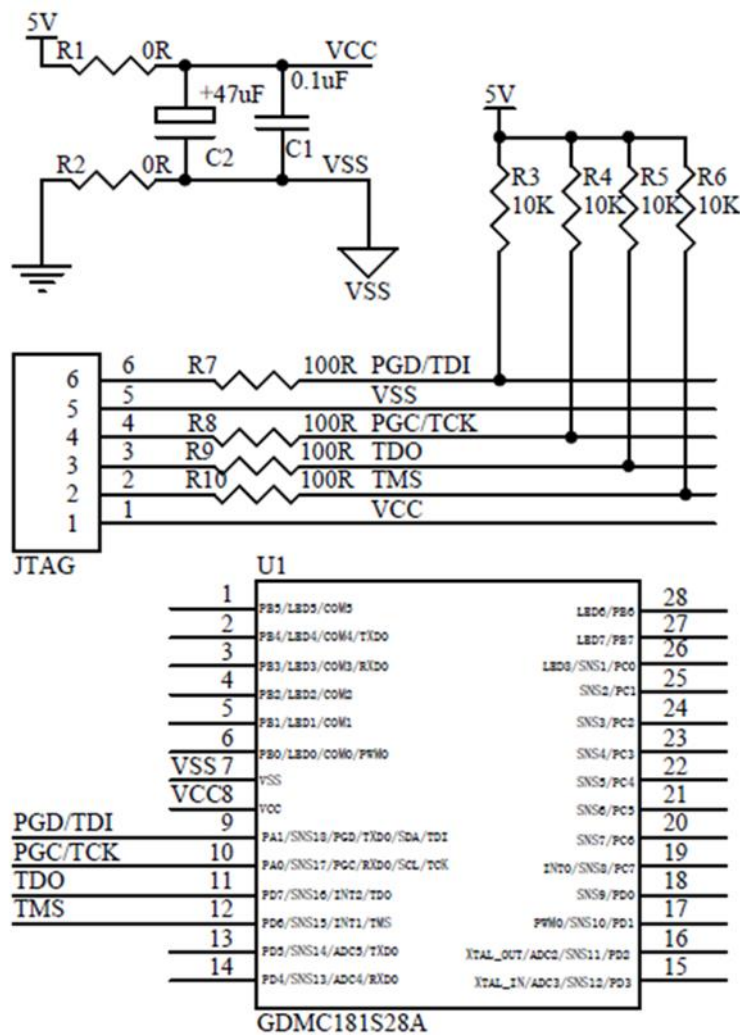 5V
R1 0R VCC
+47uF 0.1uF
C2 C1
R2 0R VSS
VSS
5V
R3 R4 R5 R6
10K 10K 10K 10K
6 6 R7 100R PGD/TDI
5 5 VSS
4 4 R8 100R PGC/TCK
3 3 R9 100R TDO
2 2 R10 100R TMS
1 1 VCC
JTAG
U1
1 PB5/LED5/COM5 LED6/PB6 28
2 PB4/LED4/COM4/TXD0 LED7/PB7 27
3 PB3/LED3/COM3/RXD0 LED8/SNS1/PC0 26
4 PB2/LED2/COM2 SNS2/PC1 25
5 PB1/LED1/COM1 SNS3/PC2 24
6 PB0/LED0/COM0/PWM0 SNS4/PC3 23
VSS 7 VSS SNS5/PC4 22
VCC8 VCC SNS6/PC5 21
PGD/TDI 9 PA1/SNS18/PGD/TXD0/SDA/TDI SNS7/PC6 20
PGC/TCK 10 PA0/SNS17/PGC/RXD0/SCL/TCK INT0/SNS8/PC7 19
TDO 11 PD7/SNS16/INT2/TDO SNS9/PD0 18
TMS 12 PD6/SNS15/INT1/TMS PWM0/SNS10/PD1 17
13 PD5/SNS14/ADC5/TXD0 XTAL_OUT/ADC2/SNS11/PD2 16
14 PD4/SNS13/ADC4/RXD0 XTAL_IN/ADC3/SNS12/PD3 15
GDMC181S28A